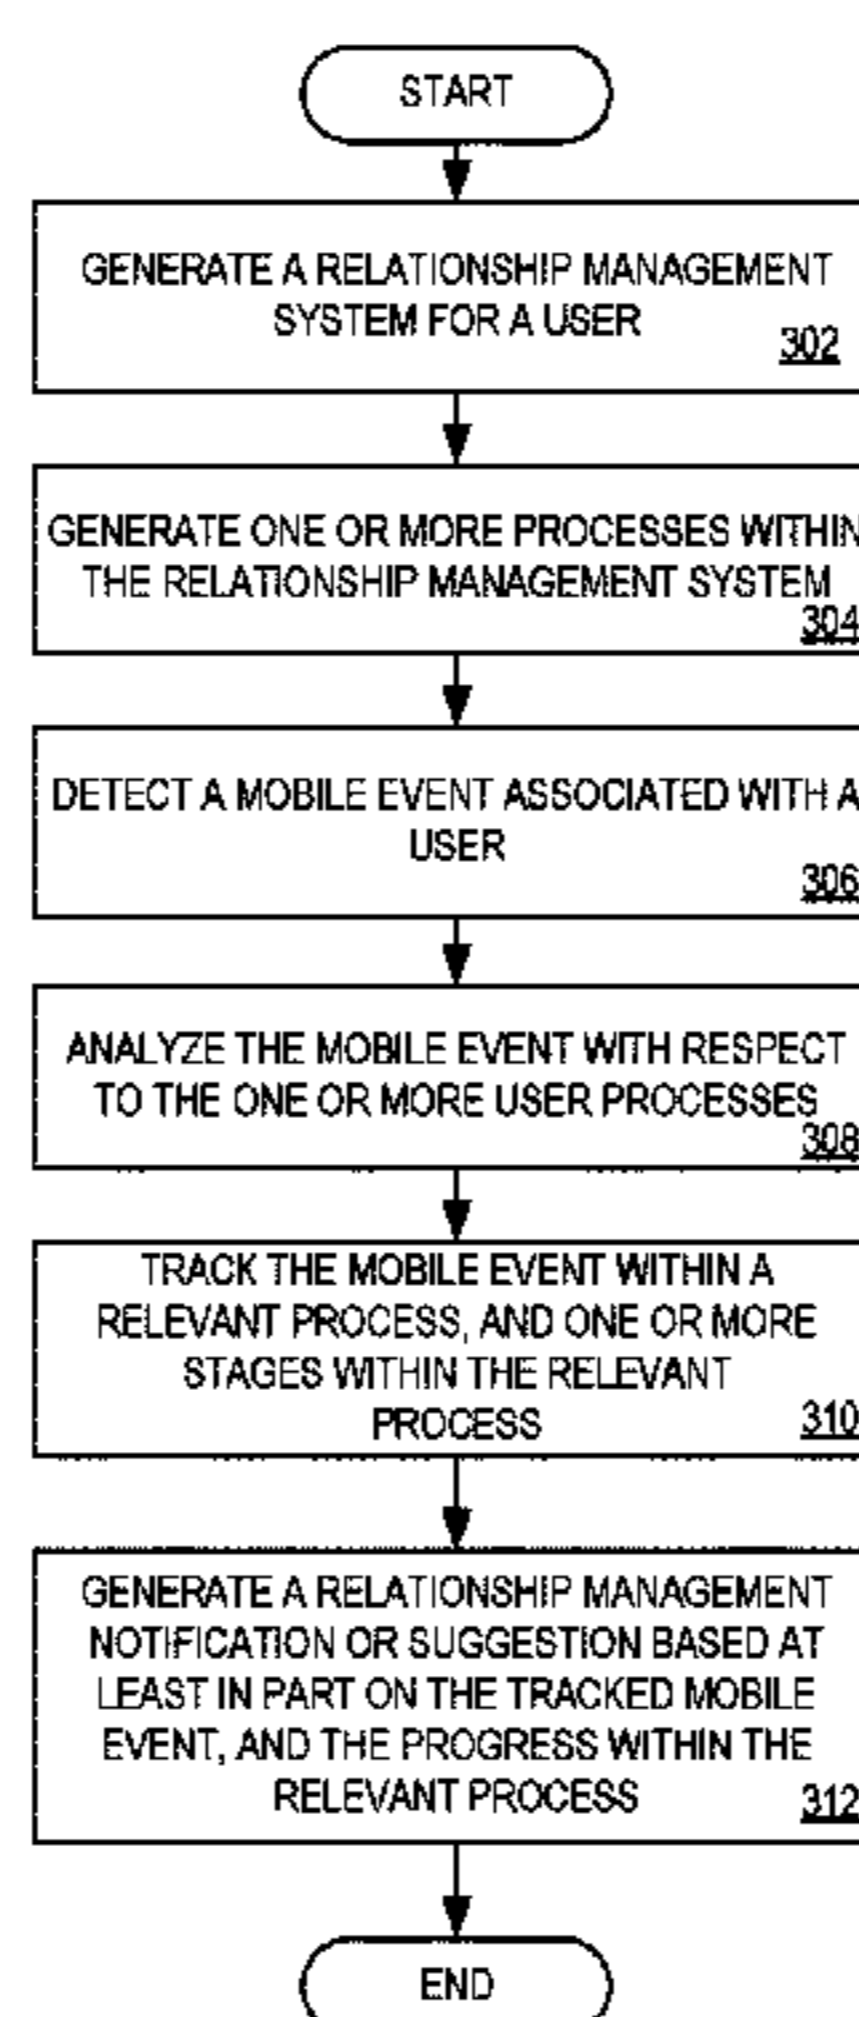 START
GENERATE A RELATIONSHIP MANAGEMENT
SYSTEM FOR A USER
302
GENERATE ONE OR MORE PROCESSES WITHIN
THE RELATIONSHIP MANAGEMENT SYSTEM
304
DETECT A MOBILE EVENT ASSOCIATED WITH A
USER
306
ANALYZE THE MOBILE EVENT WITH RESPECT
TO THE ONE OR MORE USER PROCESSES
308
TRACK THE MOBILE EVENT WITHIN A
RELEVANT PROCESS, AND ONE OR MORE
STAGES WITHIN THE RELEVANT
PROCESS
310
GENERATE A RELATIONSHIP MANAGEMENT
NOTIFICATION OR SUGGESTION BASED AT
LEAST IN PART ON THE TRACKED MOBILE
EVENT, AND THE PROGRESS WITHIN THE
RELEVANT PROCESS
312
END